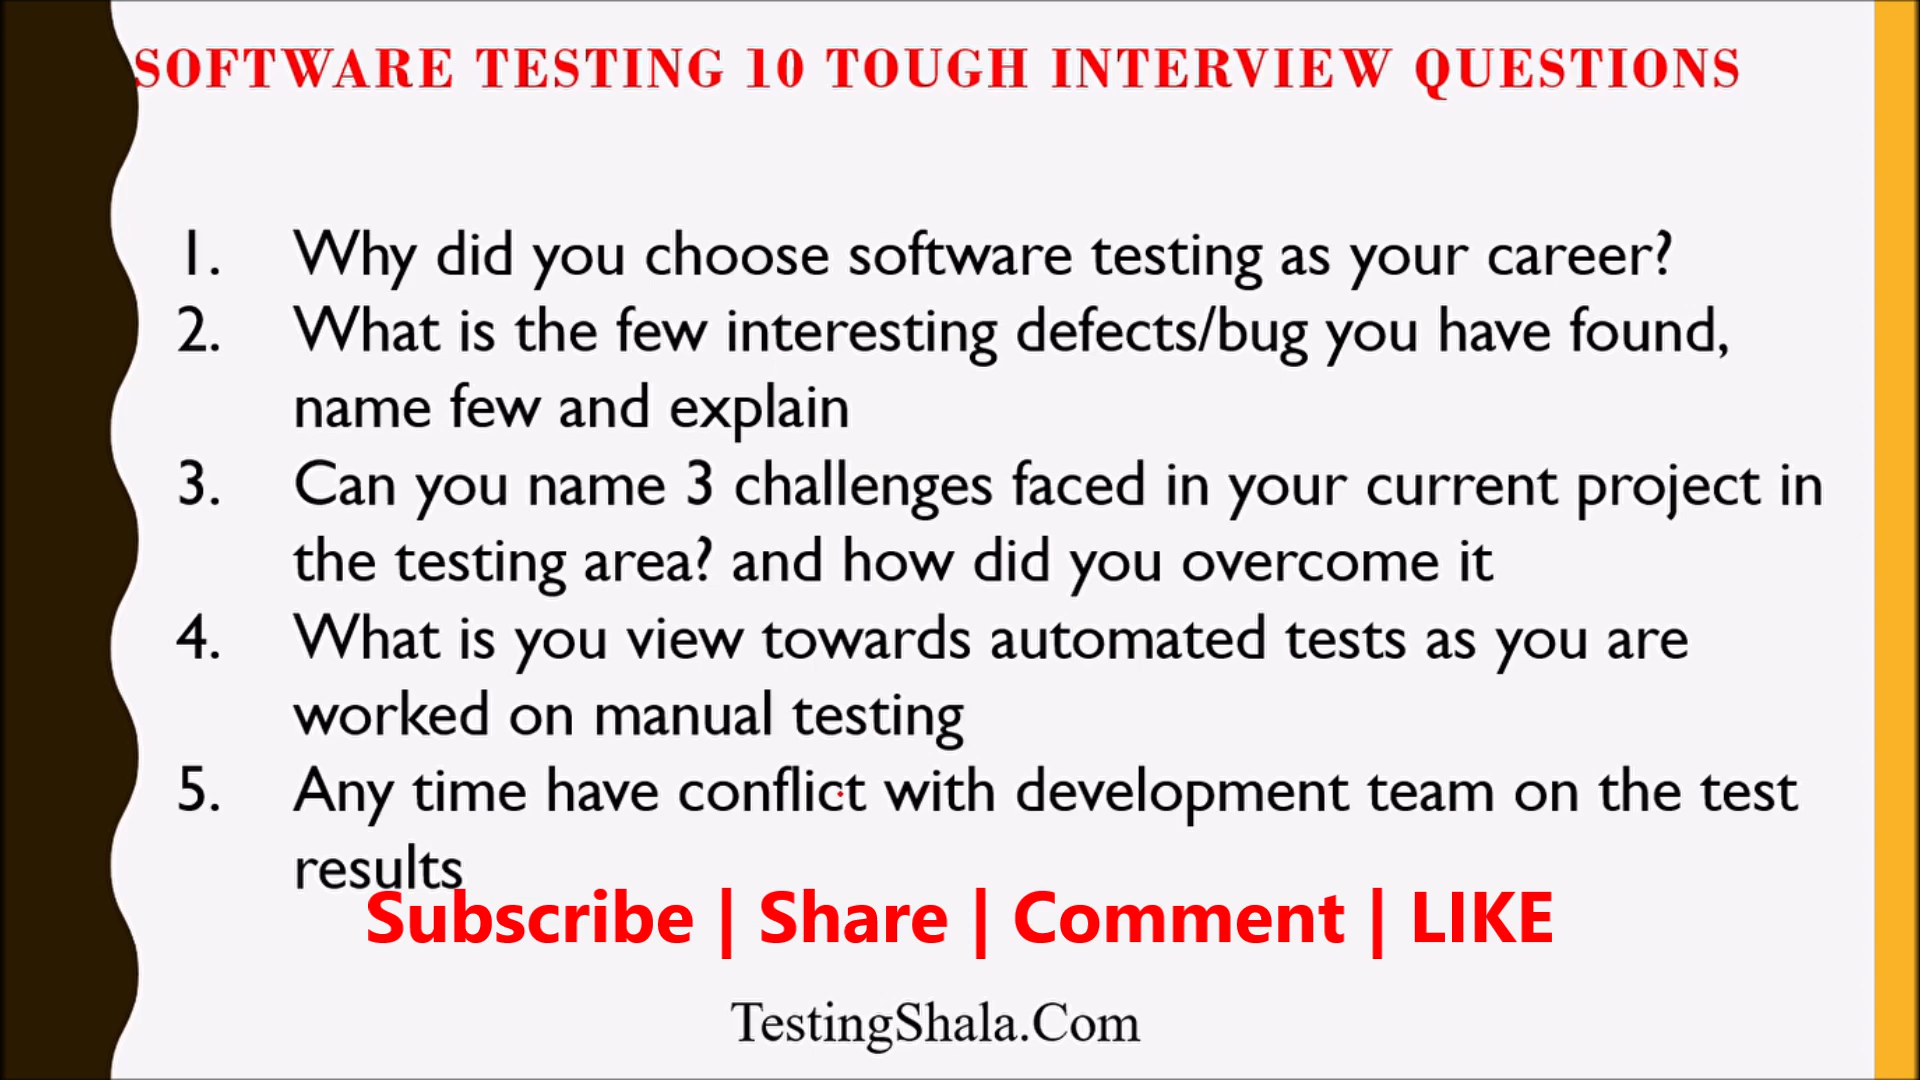 SOFTWARE TESTING 10 TOUGH INTERVIEW QUESTIONS
1. Why did you choose software testing as your career?
2. What is the few interesting defects/bug you have found,
name few and explain
3. Can you name 3 challenges faced in your current project in
the testing area? and how did you overcome it
4. What is you view towards automated tests as you are
worked on manual testing
5. Any time have conflict with development team on the test
results
Subscribe | Share | Comment | LIKE
TestingShala.Com